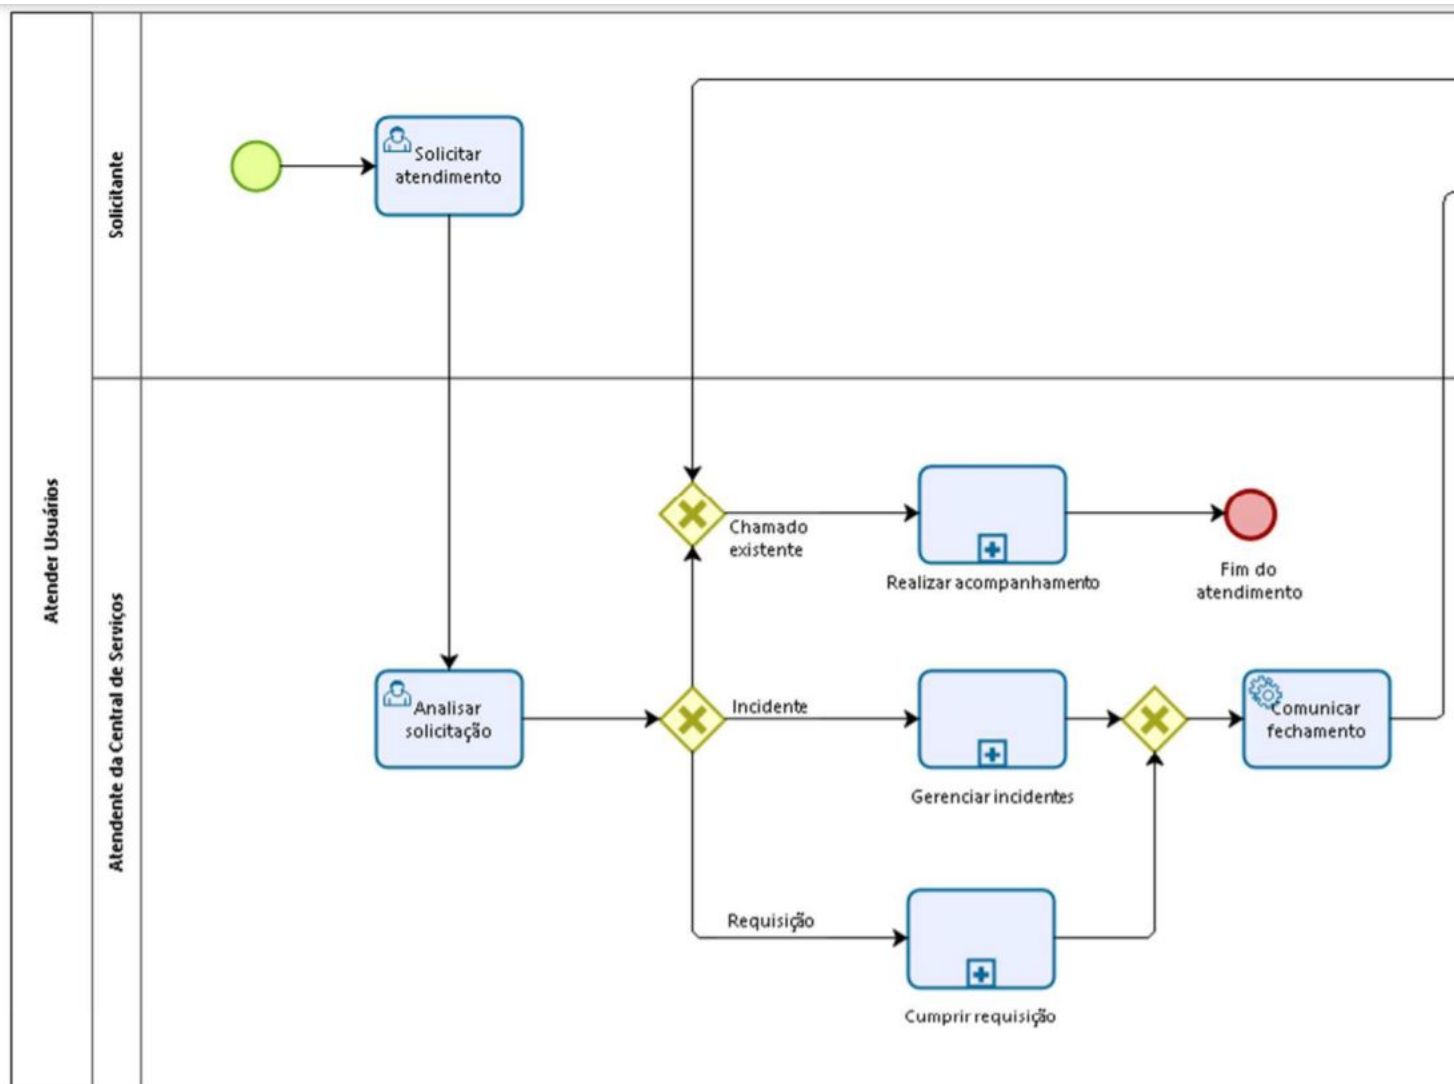 Atender Usuários
Solicitante
Solicitar
atendimento
Atendente da Central de Serviços
Chamado
existente
Realizar acompanhamento
Fim do
atendimento
Analisar
solicitação
Incidente
Gerenciar incidentes
Comunicar
fechamento
Requisição
Cumprir requisição